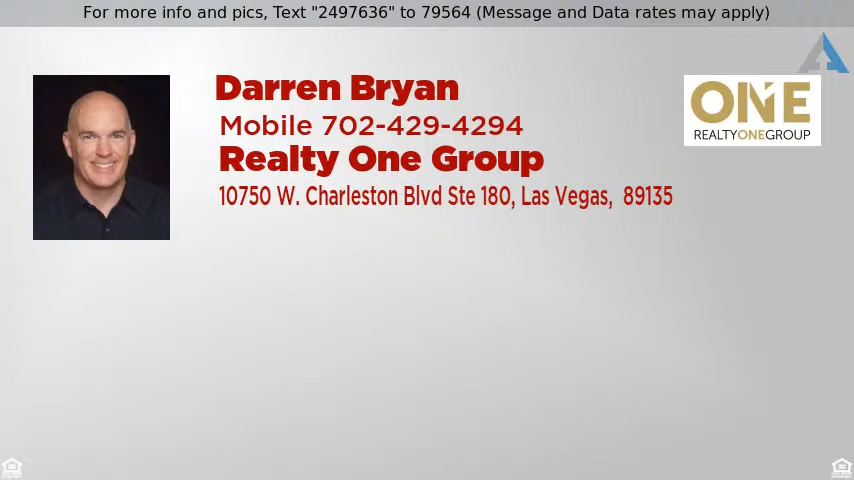 For more info and pics, Text "2497636" to 79564 (Message and Data rates may apply)
Darren Bryan
Mobile 702-429-4294
Realty One Group
10750 W. Charleston Blvd Ste 180, Las Vegas, 89135
ONE
REALTYONEGROUP